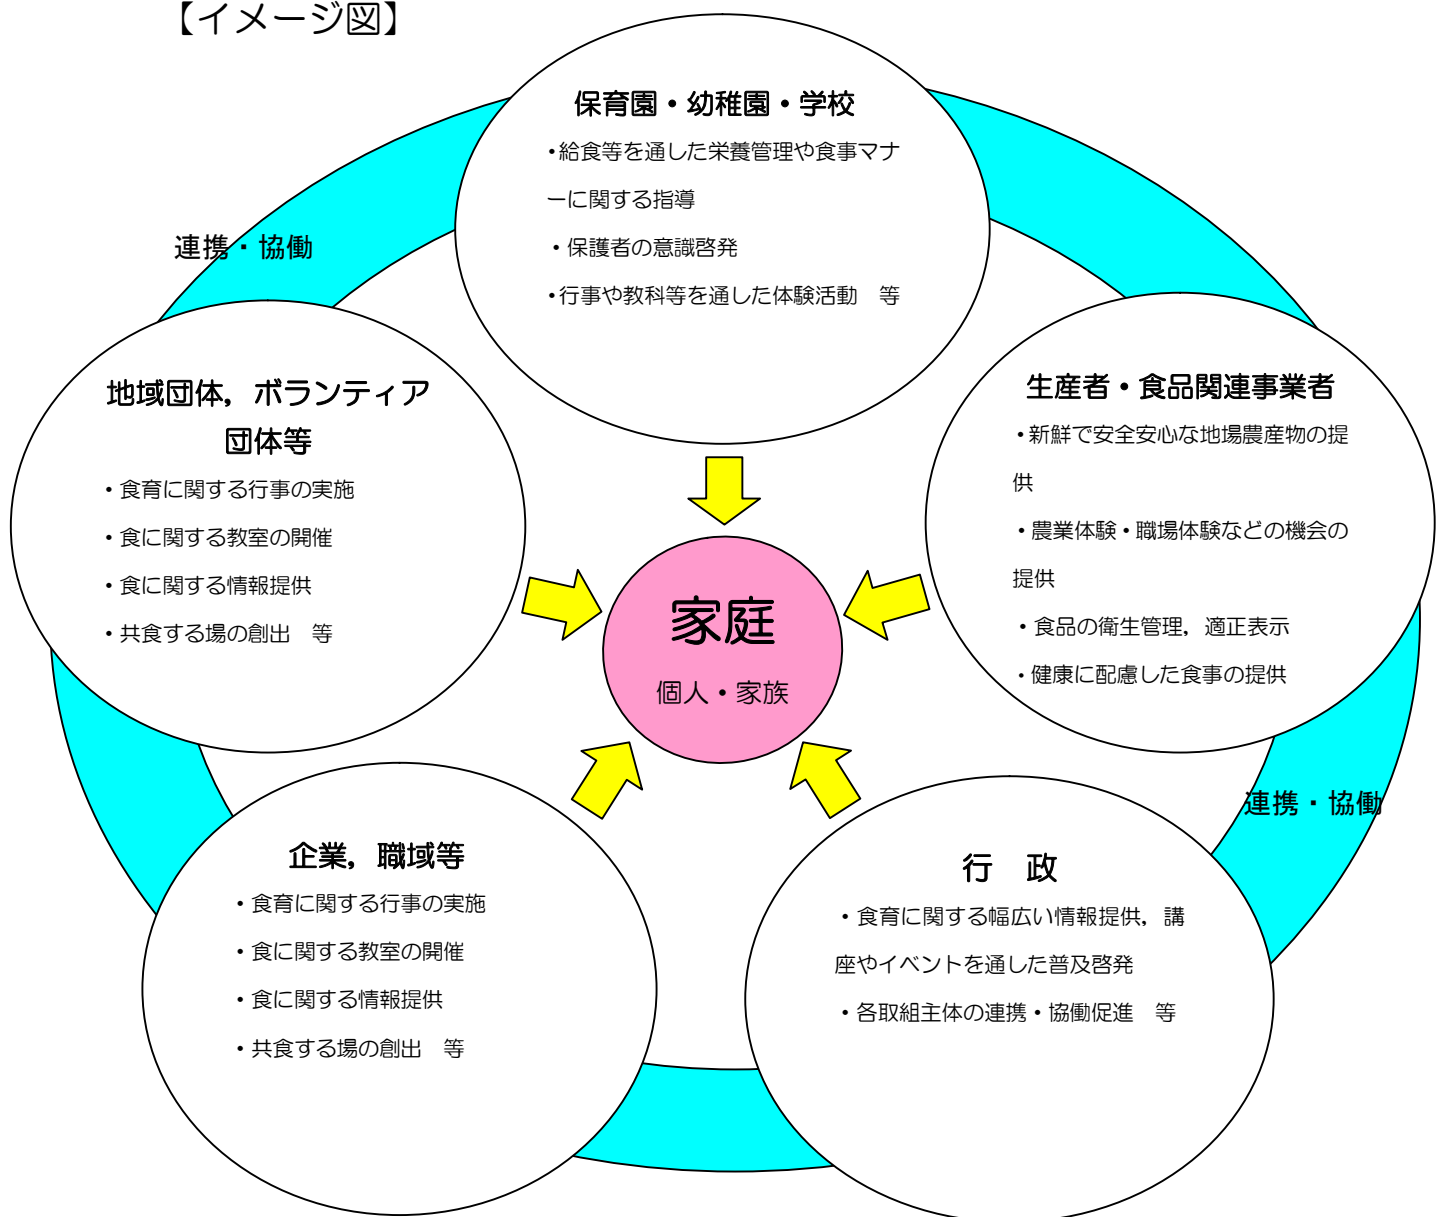 【イメージ図】
保育園・幼稚園・学校
・給食等を通した栄養管理や食事マナ
ーに関する指導
・保護者の意識啓発
・行事や教科等を通した体験活動　等
連携・協働
地域団体，ボランティア
団体等
・食育に関する行事の実施
・食に関する教室の開催
・食に関する情報提供
・共食する場の創出　等
生産者・食品関連事業者
・新鮮で安全安心な地場農産物の提
供
・農業体験・職場体験などの機会の
提供
・食品の衛生管理，適正表示
・健康に配慮した食事の提供
家庭
個人・家族
連携・協働
企業，職域等
・食育に関する行事の実施
・食に関する教室の開催
・食に関する情報提供
・共食する場の創出　等
行　政
・食育に関する幅広い情報提供，講
座やイベントを通した普及啓発
・各取組主体の連携・協働促進　等